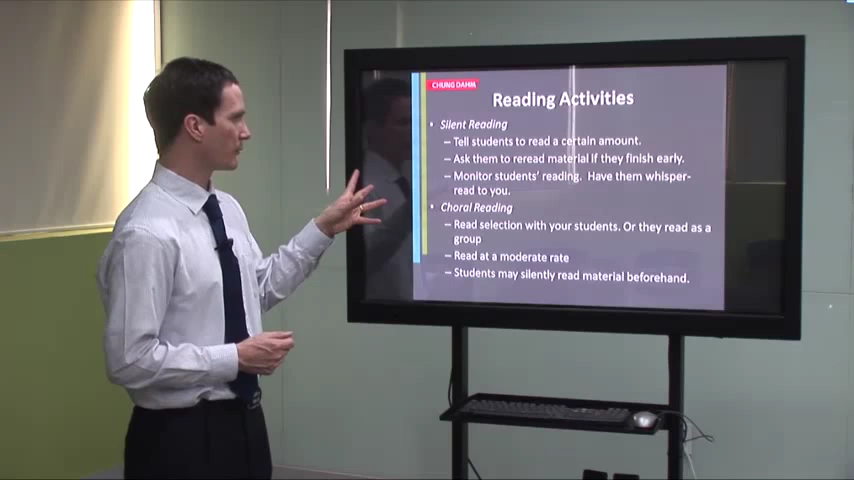 CHUNG DAHM
Reading Activities
• Silent Reading
– Tell students to read a certain amount.
– Ask them to reread material if they finish early.
– Monitor students' reading. Have them whisper-
read to you.
• Choral Reading
– Read selection with your students. Or they read as a
group
– Read at a moderate rate
– Students may silently read material beforehand.